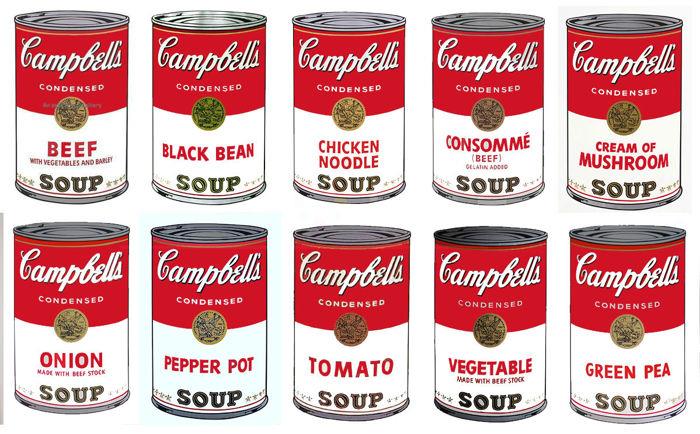 Campbell's
CONDENSED
BEEF
WITH VEGETABLES AND BARLEY
SOUP
Campbell's
CONDENSED
BLACK BEAN
SOUP
Campbell's
CONDENSED
CHICKEN
NOODLE
SOUP
Campbell's
CONDENSED
CONSOMMÉ
(BEEF)
GELATIN ADDED
SOUP
Campbell's
CONDENSED
CREAM OF
MUSHROOM
SOUP
Campbell's
CONDENSED
ONION
MADE WITH BEEF STOCK
SOUP
Campbell's
CONDENSED
PEPPER POT
SOUP
Campbell's
CONDENSED
TOMATO
SOUP
Campbell's
CONDENSED
VEGETABLE
MADE WITH BEEF STOCK
SOUP
Campbell's
CONDENSED
GREEN PEA
SOUP